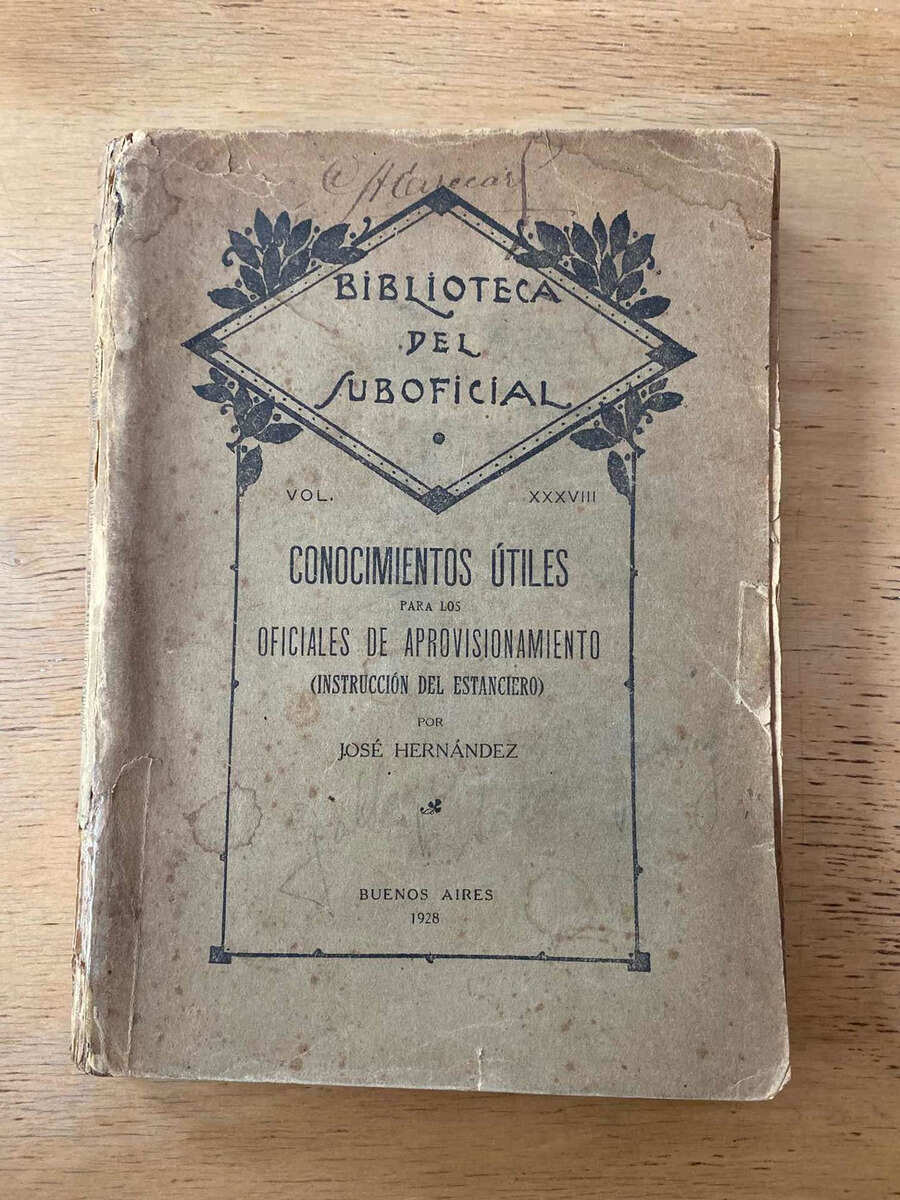 BIBLIOTECA
DEL
SUBOFICIAL
VOL. XXXVIII
CONOCIMIENTOS ÚTILES
PARA LOS
OFICIALES DE APROVISIONAMIENTO
(INSTRUCCIÓN DEL ESTANCIERO)
POR
JOSÉ HERNÁNDEZ
BUENOS AIRES
1928